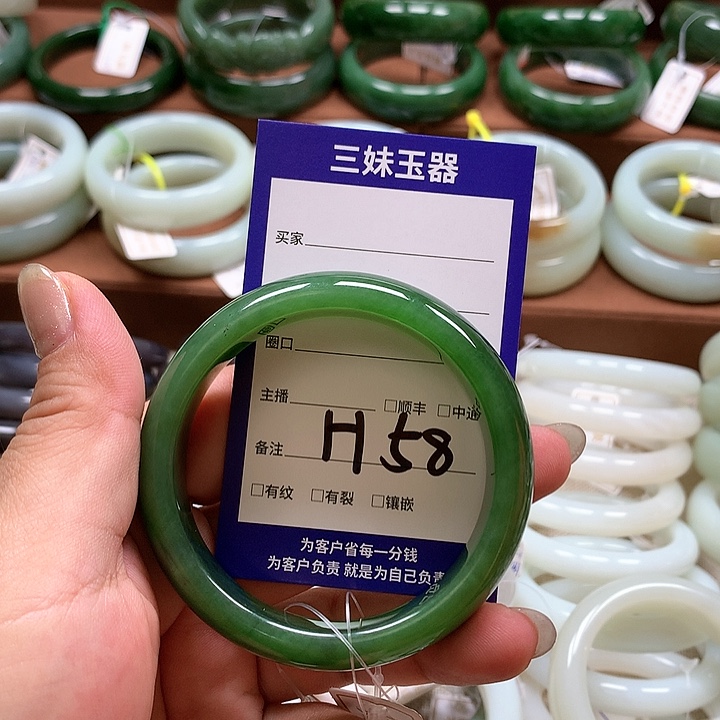 三妹玉器
买家
圈口
主播 □顺丰 □中通
备注 H58
□有纹 □有裂 □镶嵌
为客户省每一分钱
为客户负责 就是为自己负责